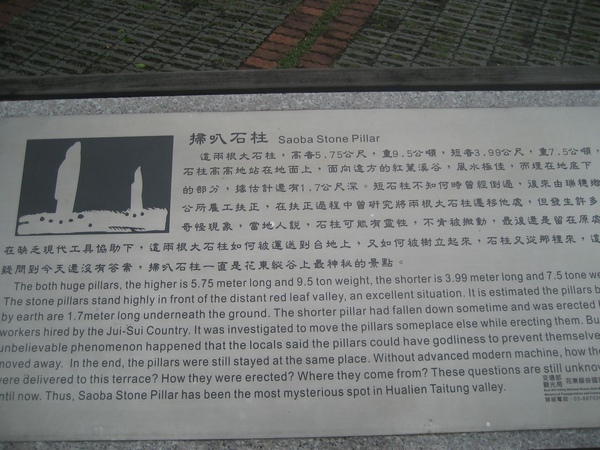 掃叭石柱 Saoba Stone Pillar
這兩根大石柱，高者5.75公尺，重9.5公噸，短者3.99公尺，重7.5公噸，
石柱高高地站在地面上，面向遠方的紅葉溪谷，風水極佳，而埋在地底下
的部分，據估計還有1.7公尺深。短石柱不知何時曾經倒過，後來由瑞穗鄉
公所農工扶正，在扶正過程中曾研究將兩根大石柱遷移他處，但發生許多
奇怪現象，當地人說，石柱可能有靈性，不肯被搬動，最後還是留在原處
在缺乏現代工具協助下，這兩根大石柱如何被運送到台地上，又如何被樹立起來，石柱又從那裡來，這
疑問到今天還沒有答案，掃叭石柱一直是花東縱谷上最神秘的景點。
The both huge pillars, the higher is 5.75 meter long and 9.5 ton weight, the shorter is 3.99 meter long and 7.5 tone we
The stone pillars stand highly in front of the distant red leaf valley, an excellent situation. It is estimated the pillars b
by earth are 1.7meter long underneath the ground. The shorter pillar had fallen down sometime and was erected b
workers hired by the Jui-Sui Country. It was investigated to move the pillars someplace else while erecting them. Bu
unbelievable phenomenon happened that the locals said the pillars could have godliness to prevent themselve
moved away. In the end, the pillars were still stayed at the same place. Without advanced modern machine, how the
were delivered to this terrace? How they were erected? Where they come from? These questions are still unknow
until now. Thus, Saoba Stone Pillar has been the most mysterious spot in Hualien Taitung valley.
交通部
觀光局 花東縱谷國